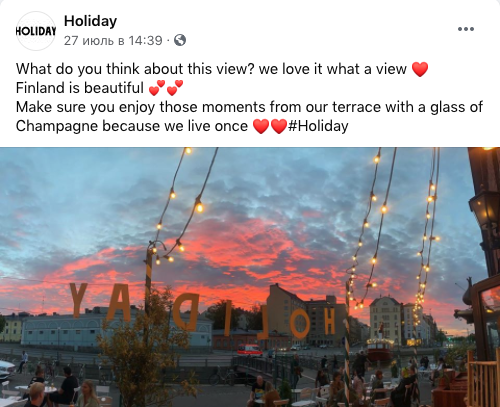 HOLIDAY
Holiday
27 июль в 14:39 ·
What do you think about this view? we love it what a view ❤️
Finland is beautiful 💕💕
Make sure you enjoy those moments from our terrace with a glass of
Champagne because we live once ❤️❤️#Holiday
YADILOH